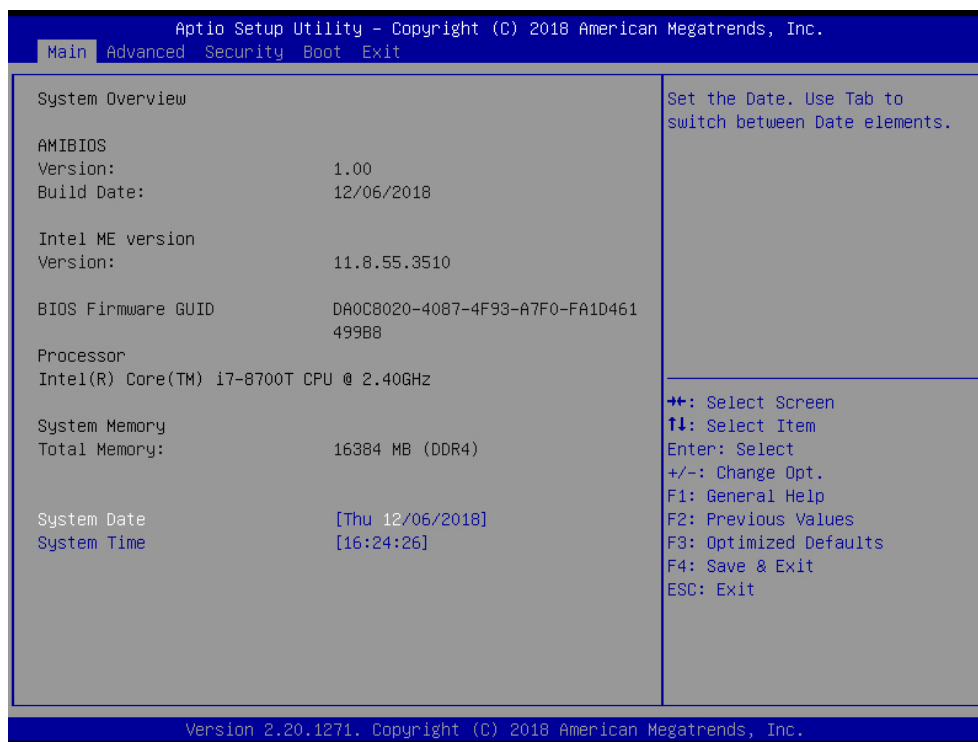 Aptio Setup Utility – Copyright (C) 2018 American Megatrends, Inc.
Main Advanced Security Boot Exit
System Overview
AMIBIOS
Version: 1.00
Build Date: 12/06/2018
Intel ME version
Version: 11.8.55.3510
BIOS Firmware GUID DA0C8020-4087-4F93-A7F0-FA1D461
499B8
Processor
Intel(R) Core(TM) i7-8700T CPU @ 2.40GHz
System Memory
Total Memory: 16384 MB (DDR4)
System Date [Thu 12/06/2018]
System Time [16:24:26]
Set the Date. Use Tab to
switch between Date elements.
→←: Select Screen
↑↓: Select Item
Enter: Select
+/-: Change Opt.
F1: General Help
F2: Previous Values
F3: Optimized Defaults
F4: Save & Exit
ESC: Exit
Version 2.20.1271. Copyright (C) 2018 American Megatrends, Inc.